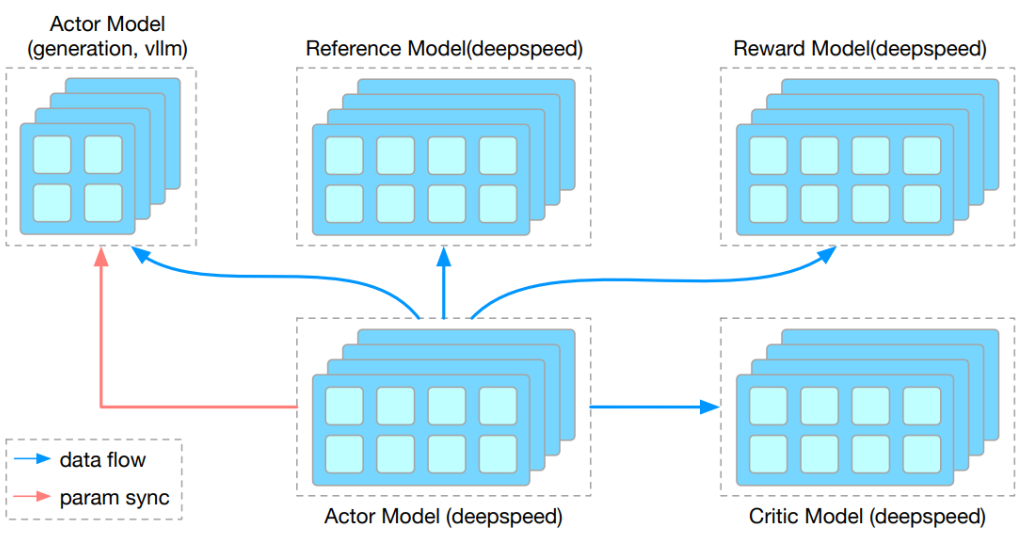 Actor Model
(generation, vllm)
Reference Model(deepspeed)
Reward Model(deepspeed)
data flow
param sync
Actor Model (deepspeed)
Critic Model (deepspeed)